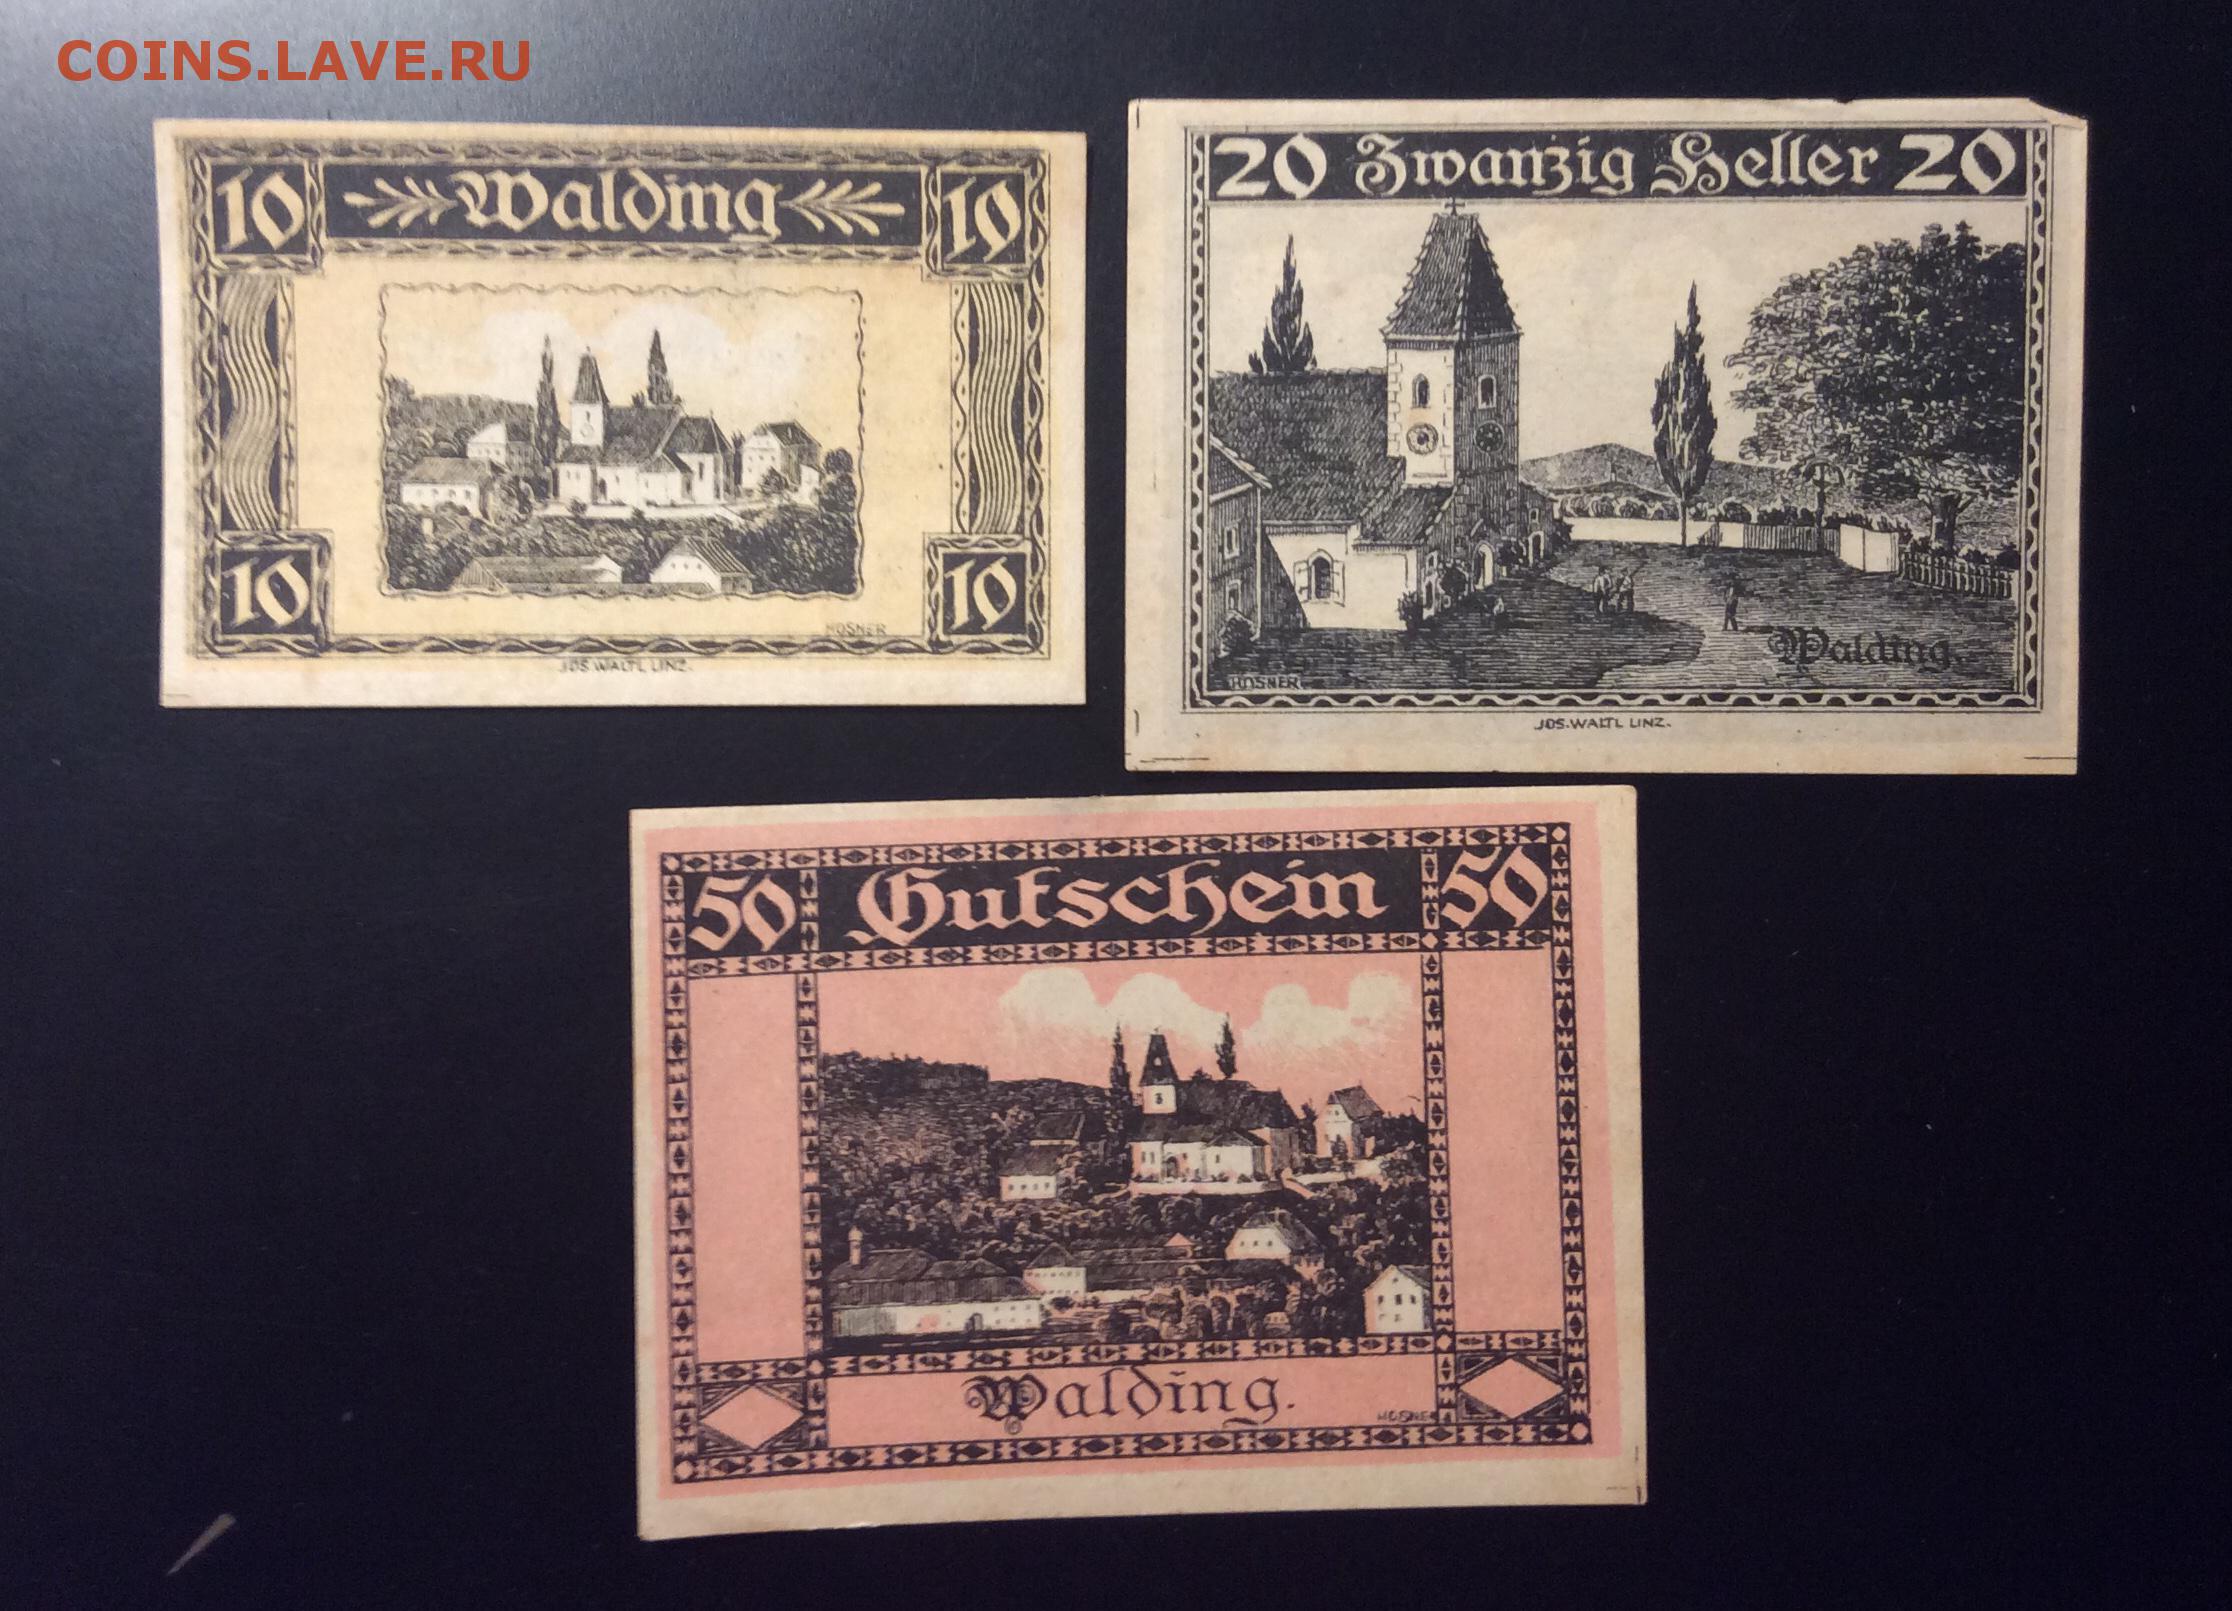 COINS.LAVE.RU
10 Walding 10
10 10
HOSNER
JOS.WALTL LINZ.
20 Zwanzig Heller 20
Walding.
HOSNER
JOS.WALTL LINZ.
50 Gutschein 50
Walding.
HOSNER